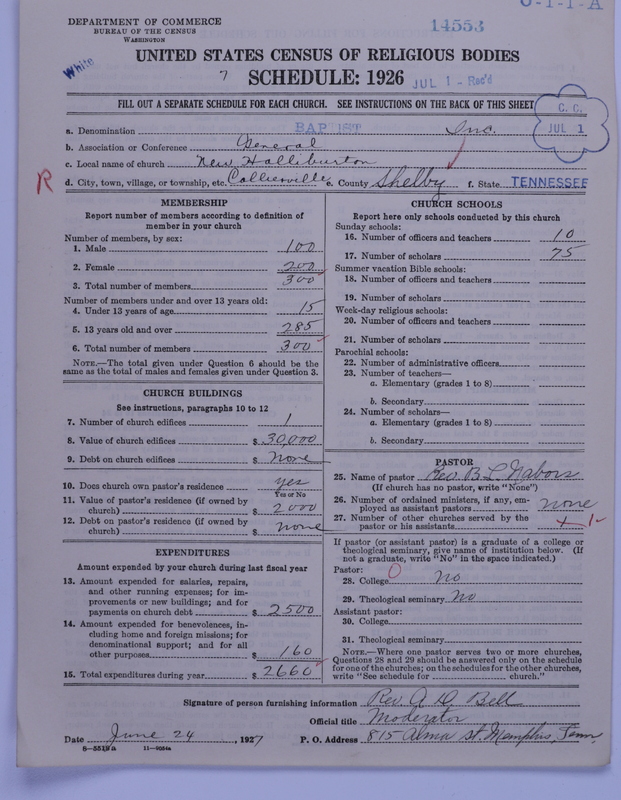 DEPARTMENT OF COMMERCE
BUREAU OF THE CENSUS
WASHINGTON
14553
0-1-1-A
White
UNITED STATES CENSUS OF RELIGIOUS BODIES
7 SCHEDULE: 1926 JUL 1 - Rec'd
FILL OUT A SEPARATE SCHEDULE FOR EACH CHURCH. SEE INSTRUCTIONS ON THE BACK OF THIS SHEET
C. C.
JUL 1
a. Denomination BAPTIST Inc.
b. Association or Conference General
c. Local name of church New Halliburton
R d. City, town, village, or township, etc. Collierville e. County Shelby f. State TENNESSEE
MEMBERSHIP
Report number of members according to definition of
member in your church
Number of members, by sex:
1. Male 100
2. Female 200
3. Total number of members 300
Number of members under and over 13 years old:
4. Under 13 years of age 15
5. 13 years old and over 285
6. Total number of members 300
NOTE.—The total given under Question 6 should be the
same as the total of males and females given under Question 3.
CHURCH BUILDINGS
See instructions, paragraphs 10 to 12
7. Number of church edifices 1
8. Value of church edifices $ 30,000
9. Debt on church edifices $ none
10. Does church own pastor's residence yes
Yes or No
11. Value of pastor's residence (if owned by
church) $ 2000
12. Debt on pastor's residence (if owned by
church) $ none
EXPENDITURES
Amount expended by your church during last fiscal year
13. Amount expended for salaries, repairs,
and other running expenses; for im-
provements or new buildings; and for
payments on church debt $ 2500
14. Amount expended for benevolences, in-
cluding home and foreign missions; for
denominational support; and for all
other purposes $ 160
15. Total expenditures during year $ 2660
CHURCH SCHOOLS
Report here only schools conducted by this church
Sunday schools:
16. Number of officers and teachers 10
17. Number of scholars 75
Summer vacation Bible schools:
18. Number of officers and teachers
19. Number of scholars
Week-day religious schools:
20. Number of officers and teachers
21. Number of scholars
Parochial schools:
22. Number of administrative officers
23. Number of teachers—
a. Elementary (grades 1 to 8)
b. Secondary
24. Number of scholars—
a. Elementary (grades 1 to 8)
b. Secondary
PASTOR
25. Name of pastor Rev. B. L. Nabors
(If church has no pastor, write "None")
26. Number of ordained ministers, if any, em-
ployed as assistant pastors none
27. Number of other churches served by the
pastor or his assistants
If pastor (or assistant pastor) is a graduate of a college or
theological seminary, give name of institution below. (If
not a graduate, write "No" in the space indicated.)
Pastor:
28. College 0 No
29. Theological seminary No
Assistant pastor:
30. College
31. Theological seminary
NOTE.—Where one pastor serves two or more churches,
Questions 28 and 29 should be answered only on the schedule
for one of the churches; on the schedules for the other churches,
write "See schedule for church."
Signature of person furnishing information Rev. A. D. Bell
Official title Moderator
Date June 24, 1927 P. O. Address 815 Alma St. Memphis, Tenn.
8—5519a 11—9084a